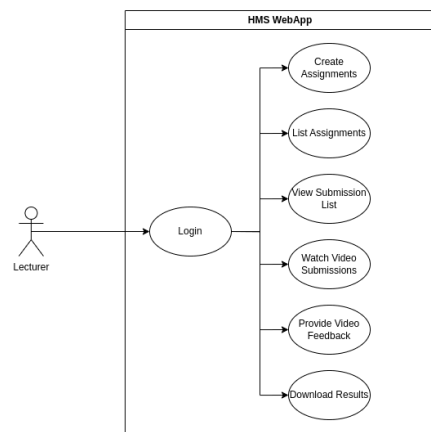 HMS WebApp
Create
Assignments
List Assignments
View Submission
List
Login
Lecturer
Watch Video
Submissions
Provide Video
Feedback
Download Results